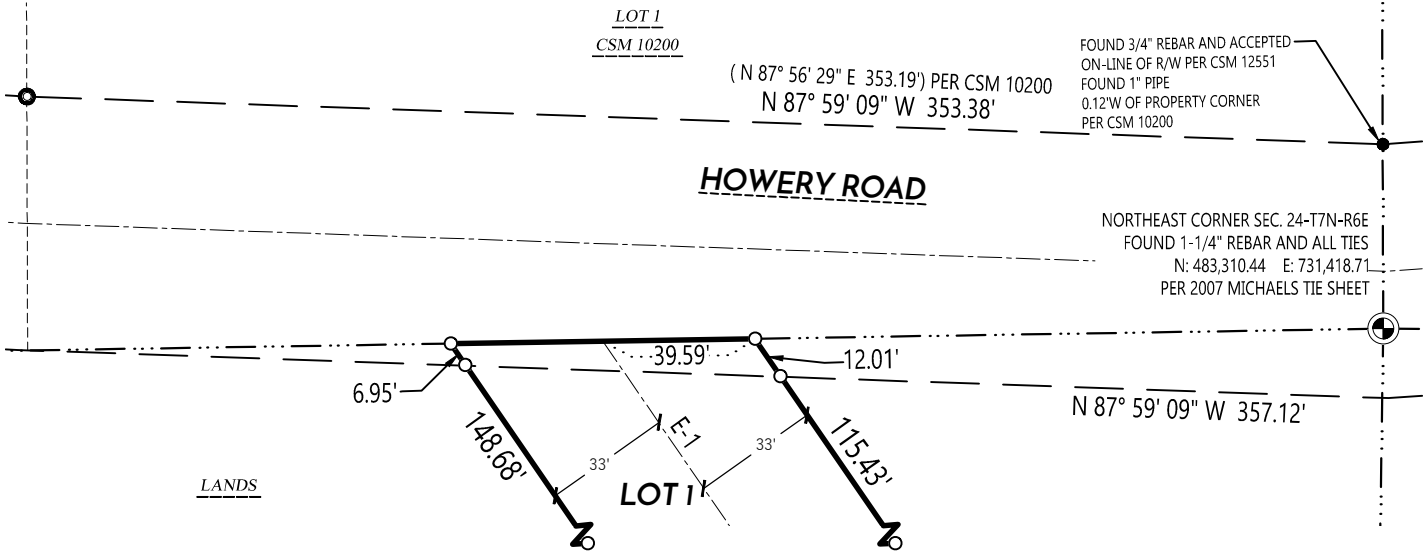 LOT 1
CSM 10200
( N 87° 56' 29" E 353.19') PER CSM 10200
N 87° 59' 09" W 353.38'
FOUND 3/4" REBAR AND ACCEPTED
ON-LINE OF R/W PER CSM 12551
FOUND 1" PIPE
0.12'W OF PROPERTY CORNER
PER CSM 10200
HOWERY ROAD
NORTHEAST CORNER SEC. 24-T7N-R6E
FOUND 1-1/4" REBAR AND ALL TIES
N: 483,310.44 E: 731,418.71
PER 2007 MICHAELS TIE SHEET
39.59'
12.01'
6.95'
N 87° 59' 09" W 357.12'
148.68'
E-1
115.43'
33'
33'
LOT 1
LANDS